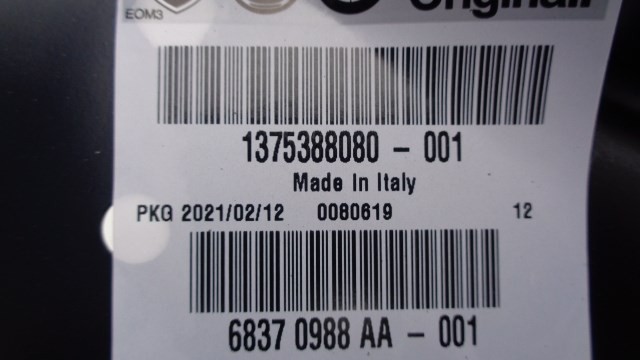 Original.
EOM3
1375388080 - 001
Made In Italy
PKG 2021/02/12 0080619 12
6837 0988 AA - 001